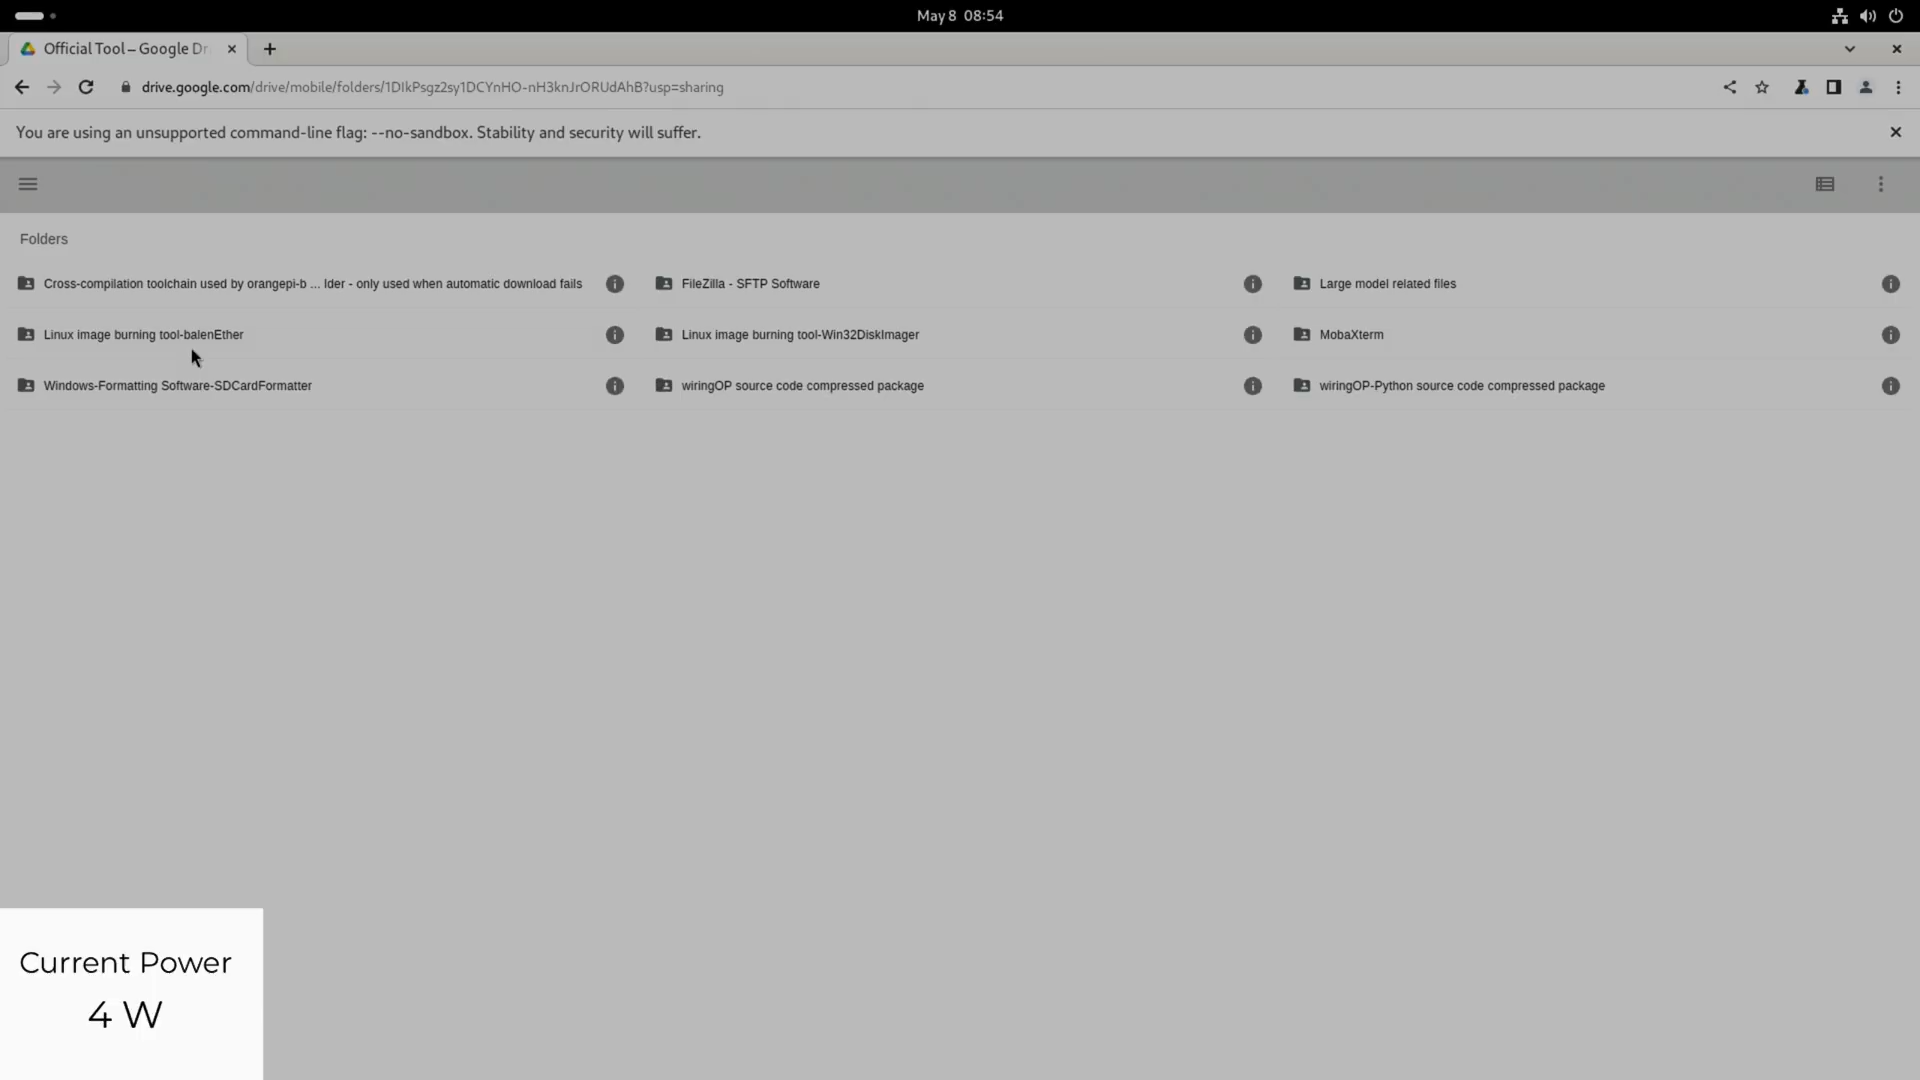 May 8 08:54
Official Tool – Google Dr
drive.google.com/drive/mobile/folders/1DIkPsgz2sy1DCYnHO-nH3knJrORUdAhB?usp=sharing
You are using an unsupported command-line flag: --no-sandbox. Stability and security will suffer.
Folders
Cross-compilation toolchain used by orangepi-b ... lder - only used when automatic download fails
FileZilla - SFTP Software
Large model related files
Linux image burning tool-balenEther
Linux image burning tool-Win32DiskImager
MobaXterm
Windows-Formatting Software-SDCardFormatter
wiringOP source code compressed package
wiringOP-Python source code compressed package
Current Power
4 W